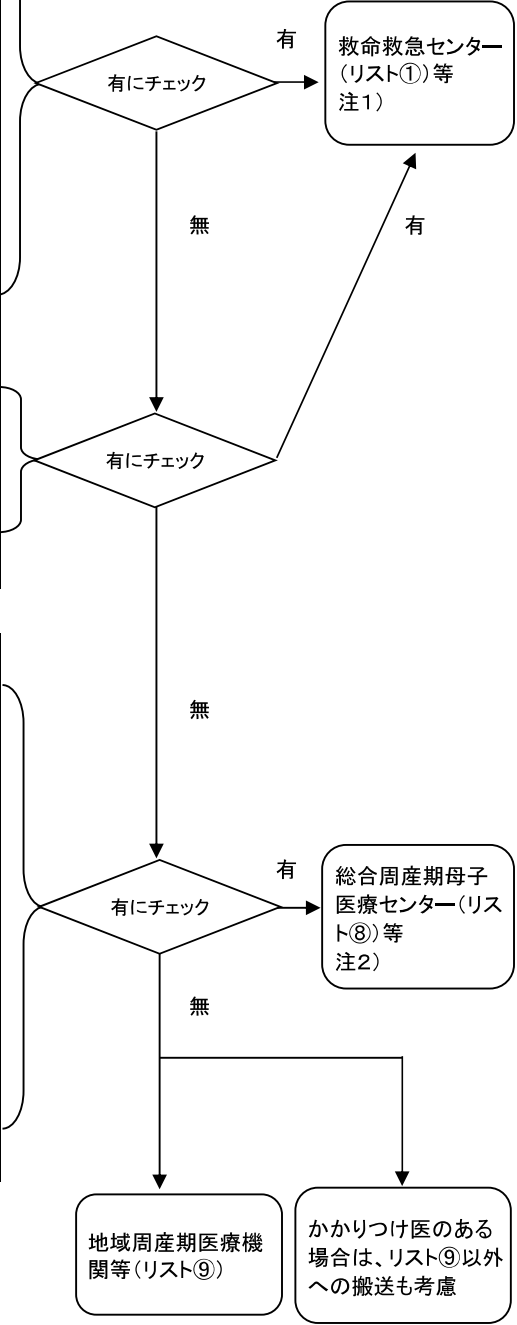 有
救命救急センター
（リスト①）等
注１）
有にチェック
無
有
有にチェック
無
有
総合周産期母子
医療センター（リス
ト⑧）等
注２）
有にチェック
無
地域周産期医療機
関等（リスト⑨）
かかりつけ医のある
場合は、リスト⑨以外
への搬送も考慮